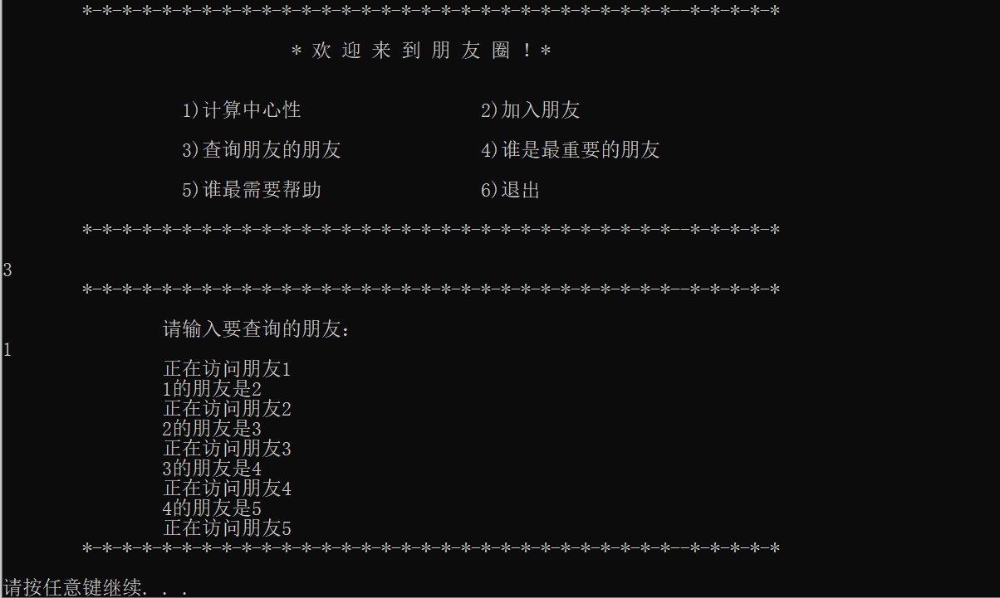 *-*-*-*-*-*-*-*-*-*-*-*-*-*-*-*-*-*-*-*-*-*-*-*-*-*-*-*-*-*--*-*-*-*-*
* 欢 迎 来 到 朋 友 圈 ! *
1)计算中心性 2)加入朋友
3)查询朋友的朋友 4)谁是最重要的朋友
5)谁最需要帮助 6)退出
*-*-*-*-*-*-*-*-*-*-*-*-*-*-*-*-*-*-*-*-*-*-*-*-*-*-*-*-*-*--*-*-*-*-*
3
*-*-*-*-*-*-*-*-*-*-*-*-*-*-*-*-*-*-*-*-*-*-*-*-*-*-*-*-*-*--*-*-*-*-*
请输入要查询的朋友:
1
正在访问朋友1
1的朋友是2
正在访问朋友2
2的朋友是3
正在访问朋友3
3的朋友是4
正在访问朋友4
4的朋友是5
正在访问朋友5
*-*-*-*-*-*-*-*-*-*-*-*-*-*-*-*-*-*-*-*-*-*-*-*-*-*-*-*-*-*--*-*-*-*-*
请按任意键继续. . .